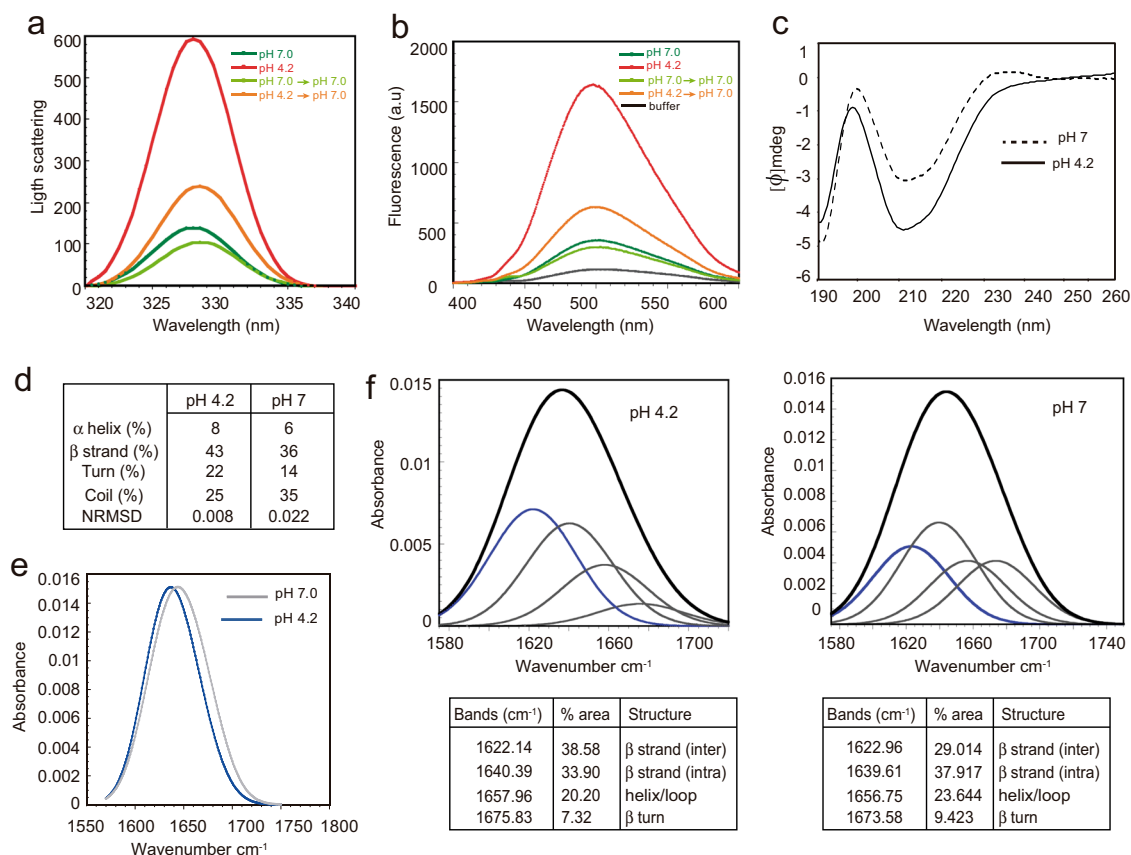 a
600
500
400
300
200
100
0
Ligth scattering
320 325 330 335 340
Wavelength (nm)
pH 7.0
pH 4.2
pH 7.0 → pH 7.0
pH 4.2 → pH 7.0
b
2000
1500
1000
500
0
Fluorescence (a.u)
400 450 500 550 600
Wavelength (nm)
pH 7.0
pH 4.2
pH 7.0 → pH 7.0
pH 4.2 → pH 7.0
buffer
c
1
0
-1
-2
-3
-4
-5
-6
[ϕ]mdeg
190 200 210 220 230 240 250 260
Wavelength (nm)
pH 7
pH 4.2
d
pH 4.2 pH 7
α helix (%) 8 6
β strand (%) 43 36
Turn (%) 22 14
Coil (%) 25 35
NRMSD 0.008 0.022
e
0.016
0.014
0.012
0.01
0.008
0.006
0.004
0.002
0
Absorbance
1550 1600 1650 1700 1750 1800
Wavenumber cm⁻¹
pH 7.0
pH 4.2
f
0.015
0.01
0.005
0
Absorbance
1580 1620 1660 1700
Wavenumber cm⁻¹
pH 4.2
0.016
0.014
0.012
0.01
0.008
0.006
0.004
0.002
0
Absorbance
1580 1620 1660 1700 1740
Wavenumber cm⁻¹
pH 7
Bands (cm⁻¹) % area Structure
1622.14 38.58 β strand (inter)
1640.39 33.90 β strand (intra)
1657.96 20.20 helix/loop
1675.83 7.32 β turn
Bands (cm⁻¹) % area Structure
1622.96 29.014 β strand (inter)
1639.61 37.917 β strand (intra)
1656.75 23.644 helix/loop
1673.58 9.423 β turn